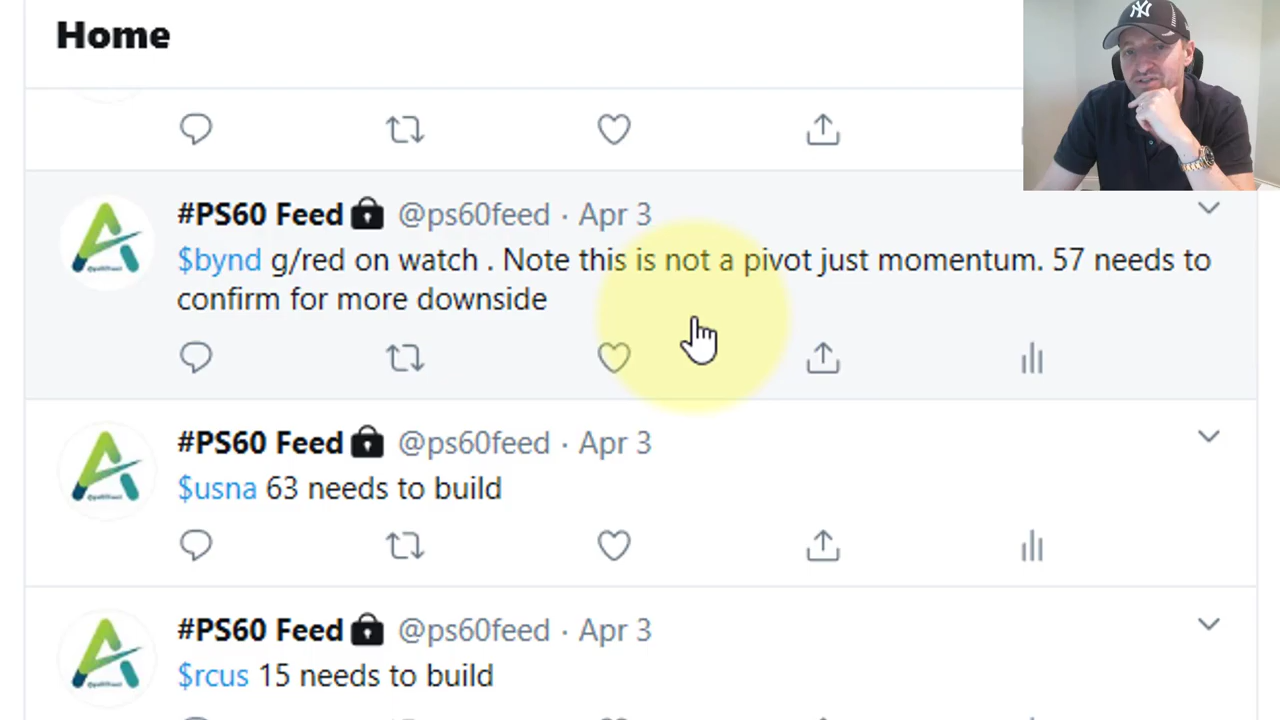 Home
#PS60 Feed @ps60feed · Apr 3
$bynd g/red on watch . Note this is not a pivot just momentum. 57 needs to
confirm for more downside
#PS60 Feed @ps60feed · Apr 3
$usna 63 needs to build
#PS60 Feed @ps60feed · Apr 3
$rcus 15 needs to build